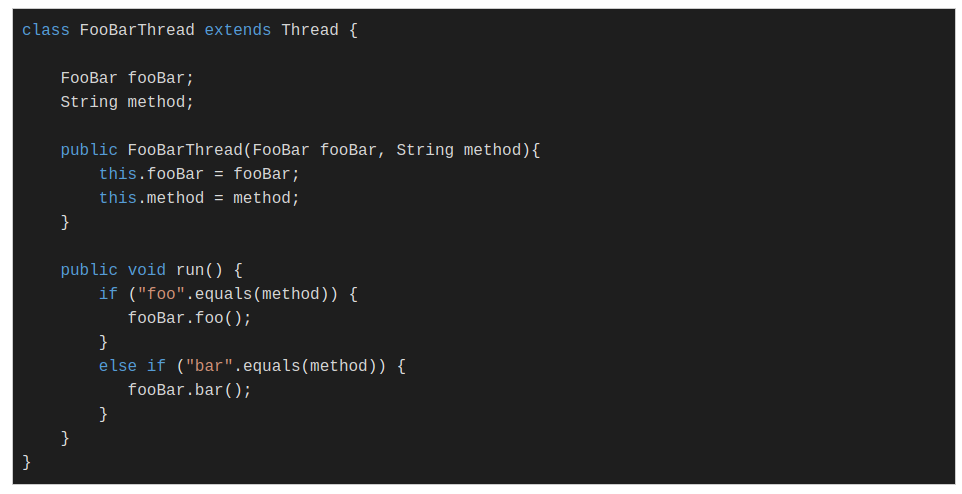 class FooBarThread extends Thread {
    FooBar fooBar;
    String method;
    public FooBarThread(FooBar fooBar, String method){
        this.fooBar = fooBar;
        this.method = method;
    }
    public void run() {
        if ("foo".equals(method)) {
           fooBar.foo();
        }
        else if ("bar".equals(method)) {
           fooBar.bar();
        }
    }
}